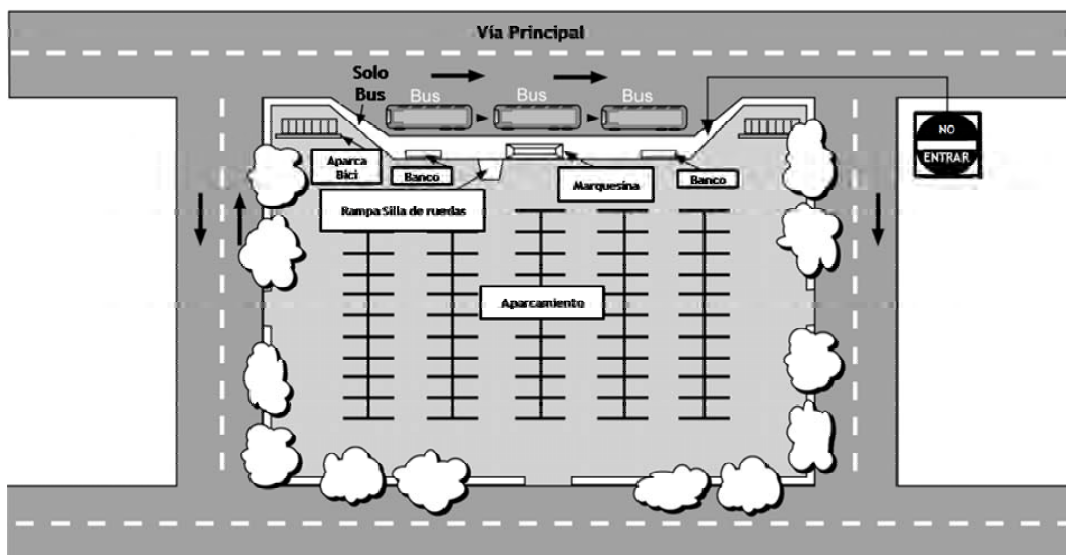 Vía Principal
Solo
Bus
Bus
Bus
Bus
NO
ENTRAR
Aparca
Bici
Banco
Marquesina
Banco
Rampa Silla de ruedas
Aparcamiento